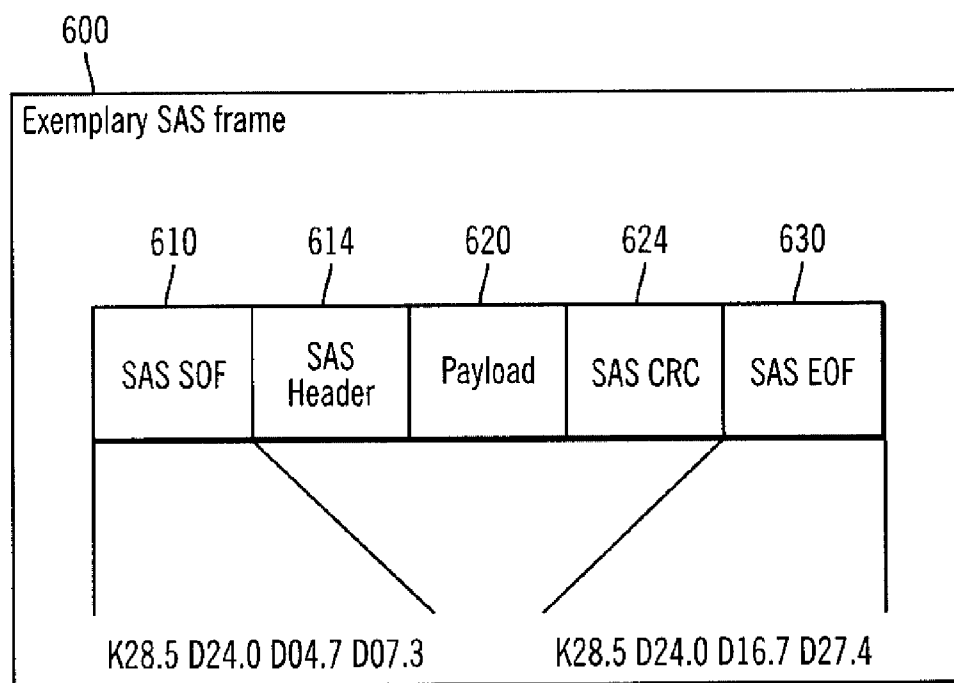 600
Exemplary SAS frame
610 614 620 624 630
SAS SOF
SAS
Header
Payload
SAS CRC
SAS EOF
K28.5 D24.0 D04.7 D07.3
K28.5 D24.0 D16.7 D27.4